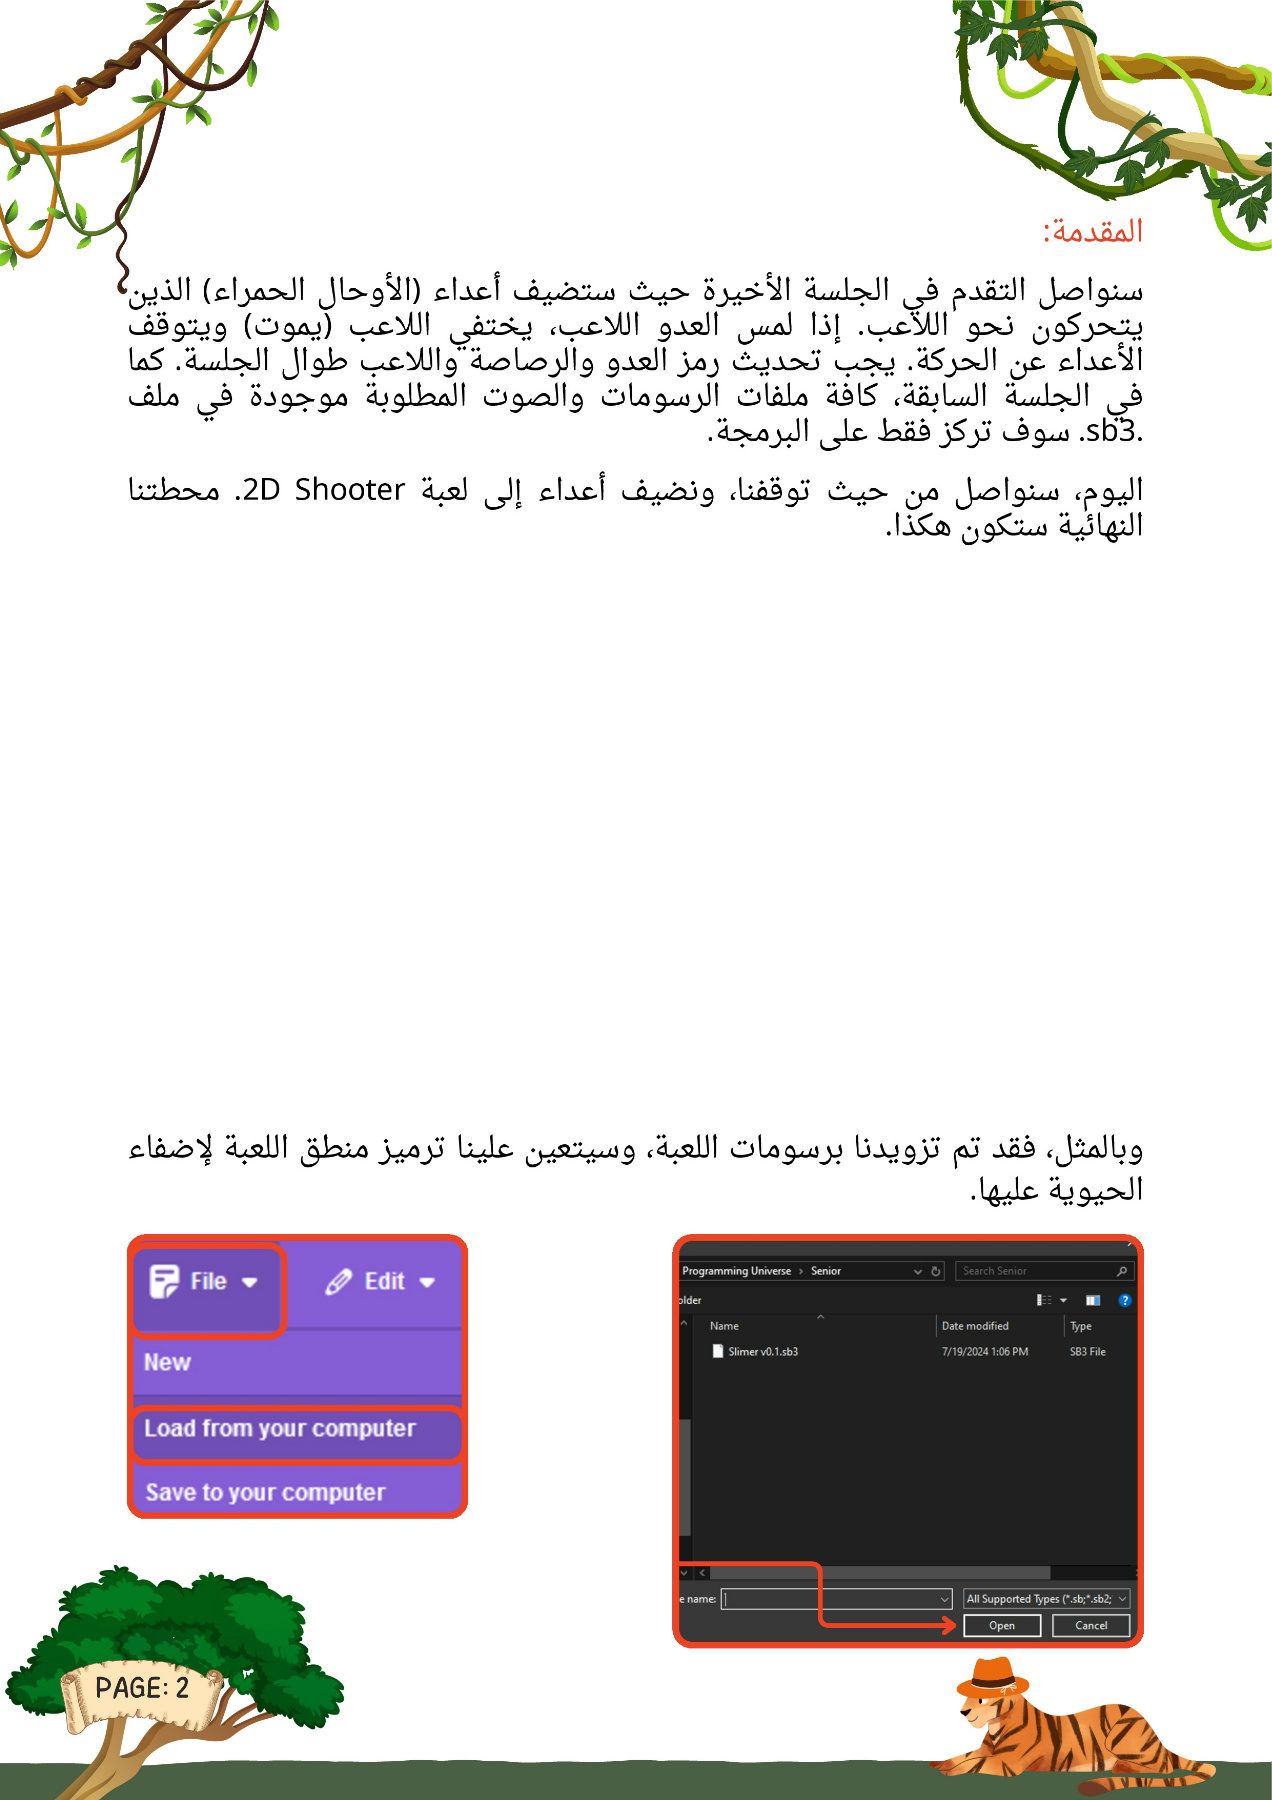 المقدمة:
سنواصل التقدم في الجلسة الأخيرة حيث ستضيف أعداء (الأوحال الحمراء) الذين
يتحركون نحو اللاعب. إذا لمس العدو اللاعب، يختفي اللاعب (يموت) ويتوقف
الأعداء عن الحركة. يجب تحديث رمز العدو والرصاصة واللاعب طوال الجلسة. كما
في الجلسة السابقة، كافة ملفات الرسومات والصوت المطلوبة موجودة في ملف
.sb3. سوف تركز فقط على البرمجة.
اليوم، سنواصل من حيث توقفنا، ونضيف أعداء إلى لعبة 2D Shooter. محطتنا
النهائية ستكون هكذا.
وبالمثل، فقد تم تزويدنا برسومات اللعبة، وسيتعين علينا ترميز منطق اللعبة لإضفاء
الحيوية عليها.
File Edit
New
Load from your computer
Save to your computer
Programming Universe › Senior Search Senior
older
Name Date modified Type
Slimer v0.1.sb3 7/19/2024 1:06 PM SB3 File
e name: All Supported Types (*.sb;*.sb2;
Open Cancel
PAGE: 2